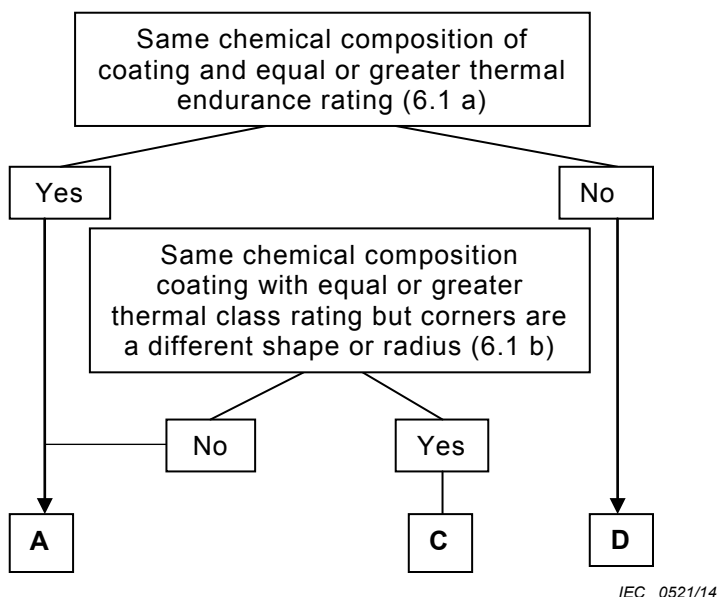 Same chemical composition of
coating and equal or greater thermal
endurance rating (6.1 a)
Yes
No
Same chemical composition
coating with equal or greater
thermal class rating but corners are
a different shape or radius (6.1 b)
No
Yes
A
C
D
IEC 0521/14